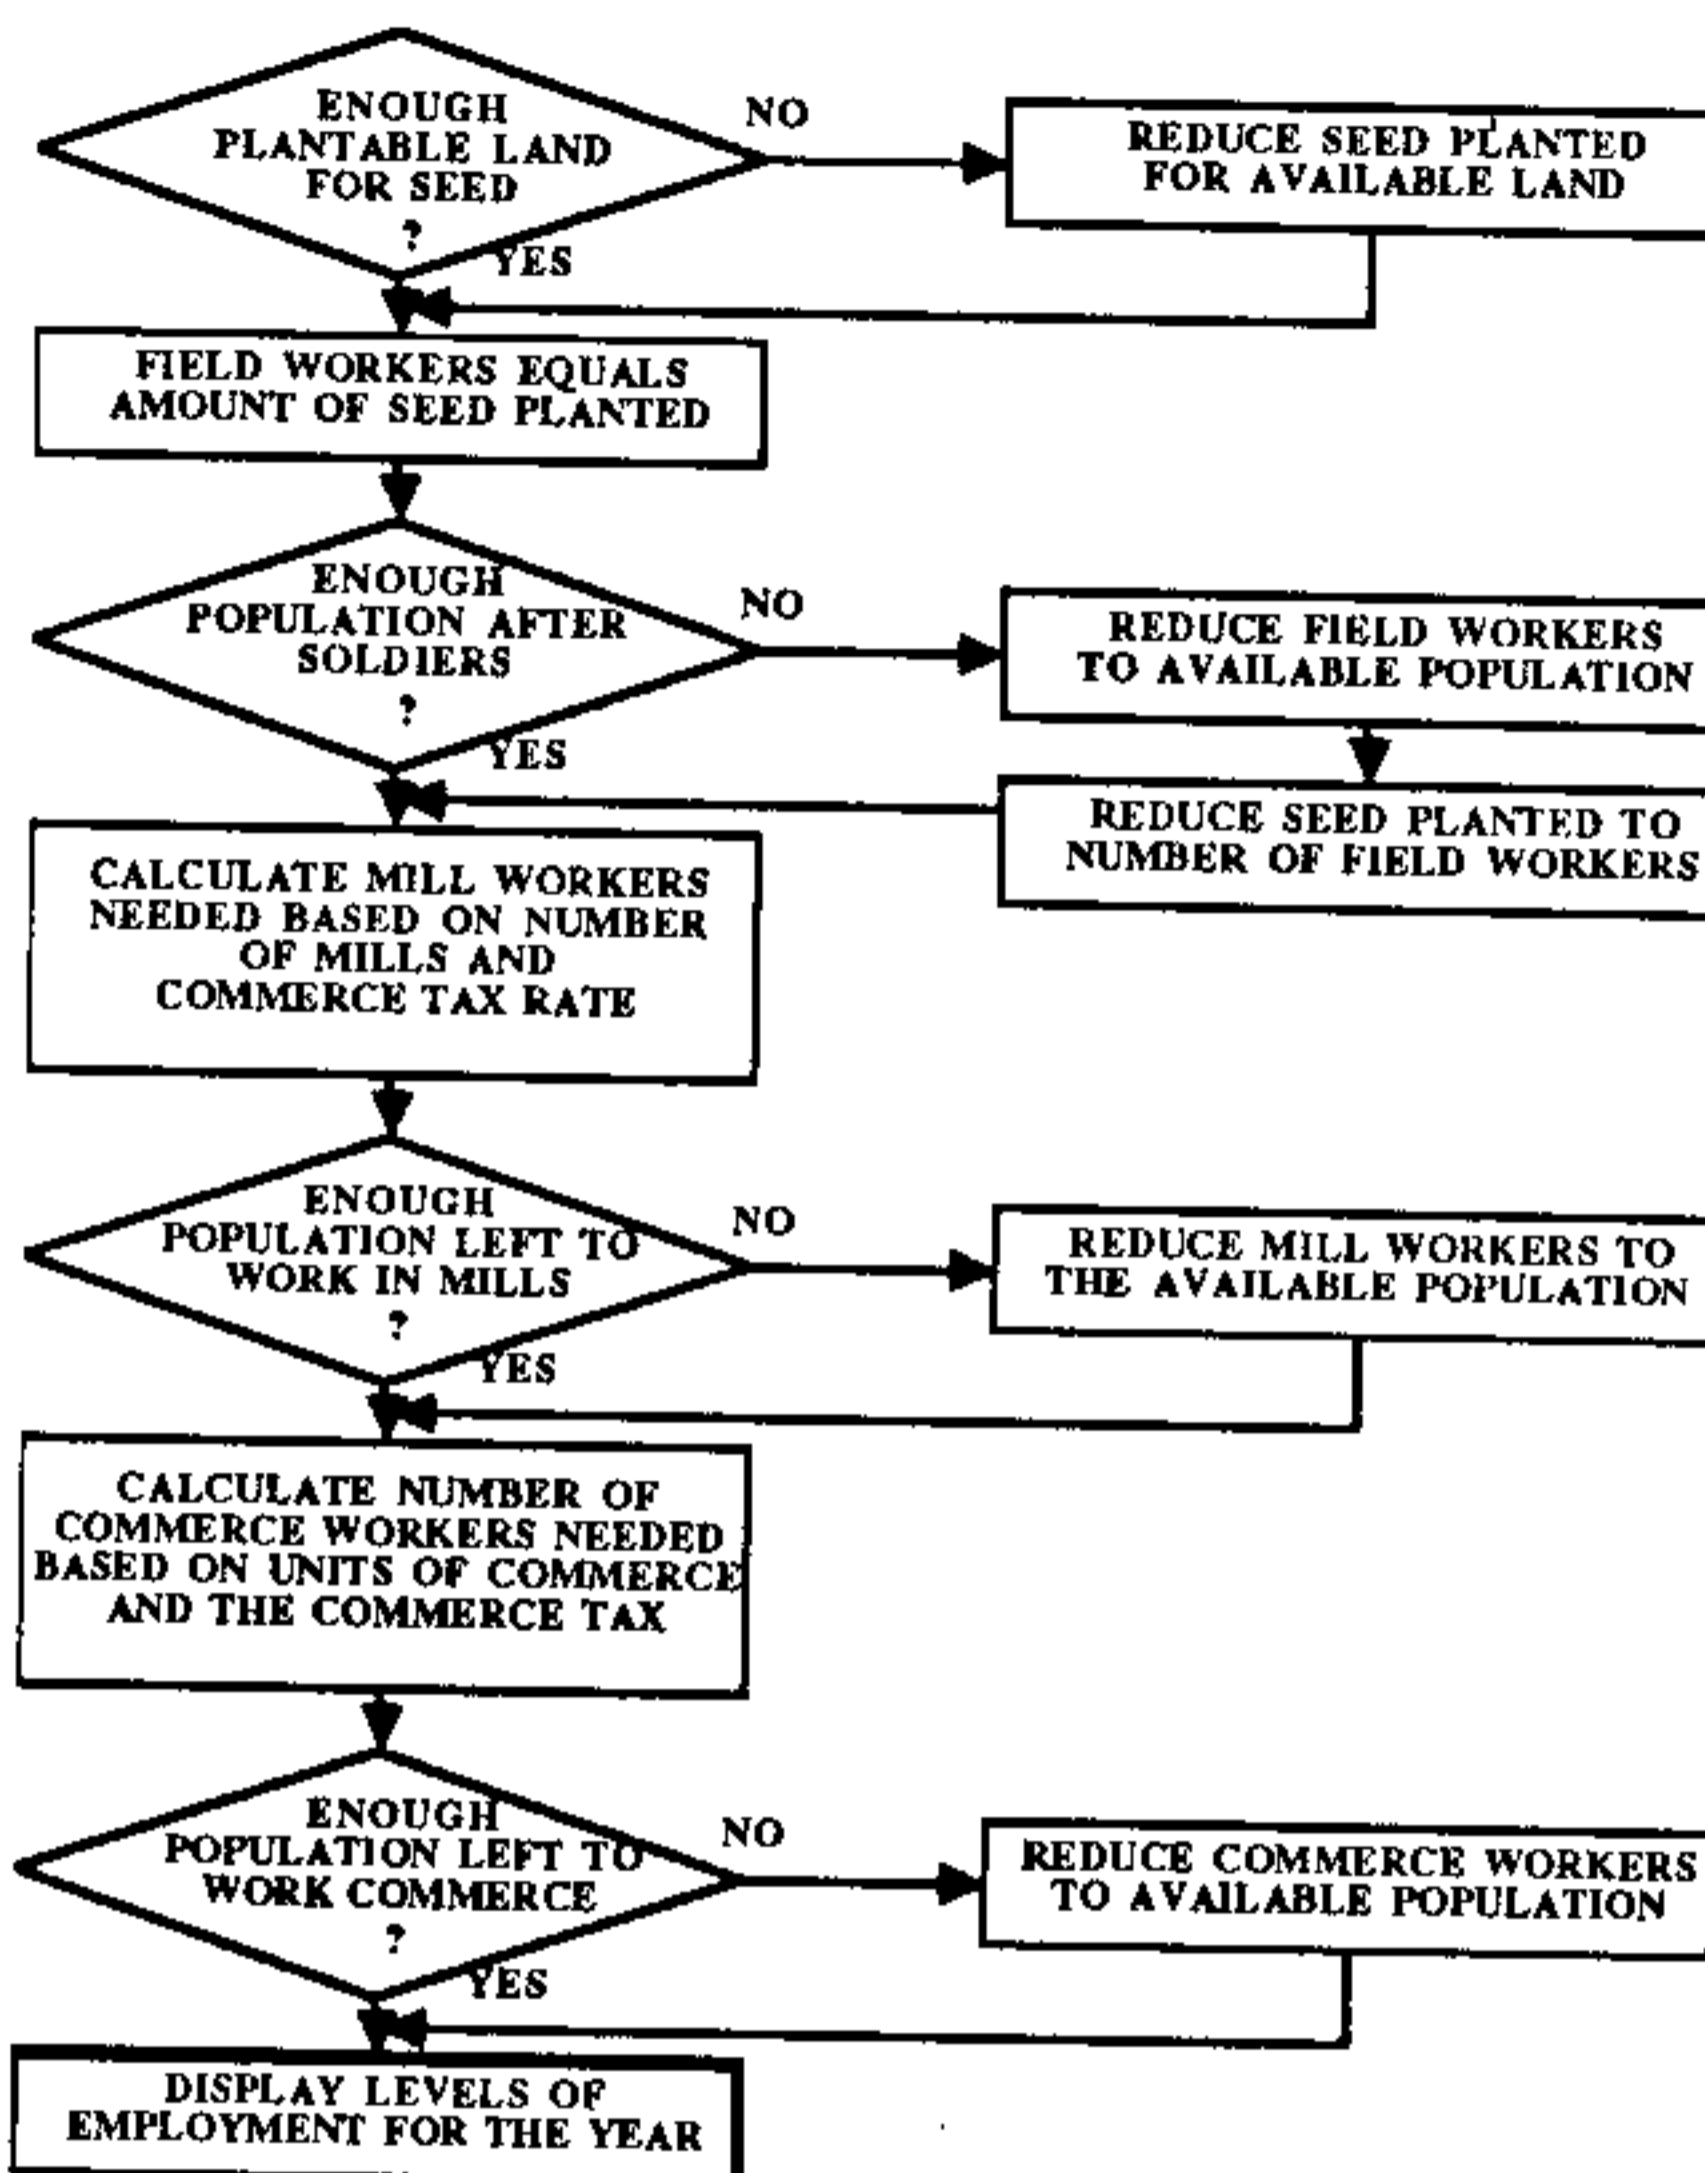 ENOUGH
PLANTABLE LAND
FOR SEED
?
NO
REDUCE SEED PLANTED
FOR AVAILABLE LAND
YES
FIELD WORKERS EQUALS
AMOUNT OF SEED PLANTED
ENOUGH
POPULATION AFTER
SOLDIERS
?
NO
REDUCE FIELD WORKERS
TO AVAILABLE POPULATION
YES
REDUCE SEED PLANTED TO
NUMBER OF FIELD WORKERS
CALCULATE MILL WORKERS
NEEDED BASED ON NUMBER
OF MILLS AND
COMMERCE TAX RATE
ENOUGH
POPULATION LEFT TO
WORK IN MILLS
?
NO
REDUCE MILL WORKERS TO
THE AVAILABLE POPULATION
YES
CALCULATE NUMBER OF
COMMERCE WORKERS NEEDED
BASED ON UNITS OF COMMERCE
AND THE COMMERCE TAX
ENOUGH
POPULATION LEFT TO
WORK COMMERCE
?
NO
REDUCE COMMERCE WORKERS
TO AVAILABLE POPULATION
YES
DISPLAY LEVELS OF
EMPLOYMENT FOR THE YEAR